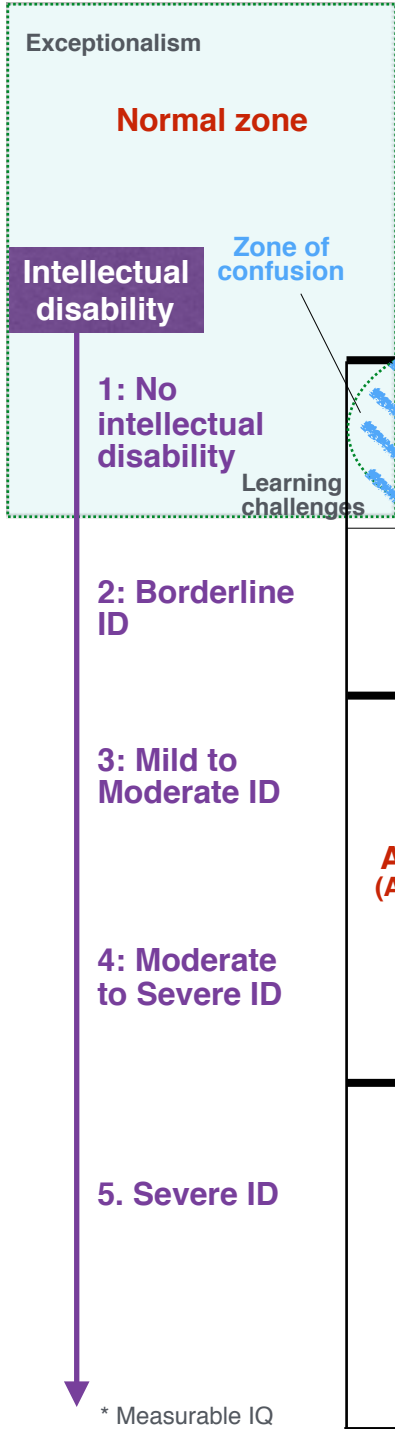 Exceptionalism
Normal zone
Zone of
confusion
Intellectual
disability
1: No
intellectual
disability
Learning
challenges
2: Borderline
ID
3: Mild to
Moderate ID
4: Moderate
to Severe ID
5. Severe ID
* Measurable IQ